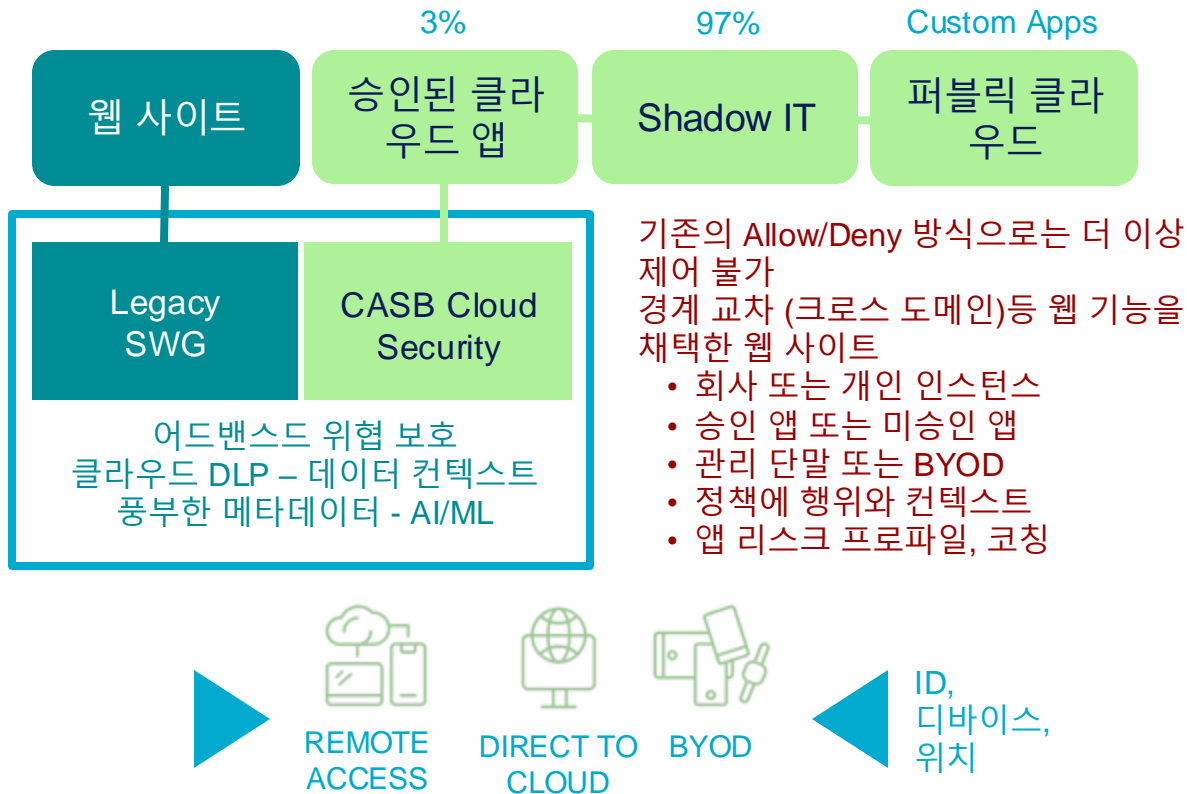 3%
97%
Custom Apps
웹 사이트
승인된 클라
우드 앱
Shadow IT
퍼블릭 클라
우드
Legacy
SWG
CASB Cloud
Security
어드밴스드 위협 보호
클라우드 DLP – 데이터 컨텍스트
풍부한 메타데이터 - AI/ML
기존의 Allow/Deny 방식으로는 더 이상
제어 불가
경계 교차 (크로스 도메인)등 웹 기능을
채택한 웹 사이트
• 회사 또는 개인 인스턴스
• 승인 앱 또는 미승인 앱
• 관리 단말 또는 BYOD
• 정책에 행위와 컨텍스트
• 앱 리스크 프로파일, 코칭
REMOTE
ACCESS
DIRECT TO
CLOUD
BYOD
ID,
디바이스,
위치